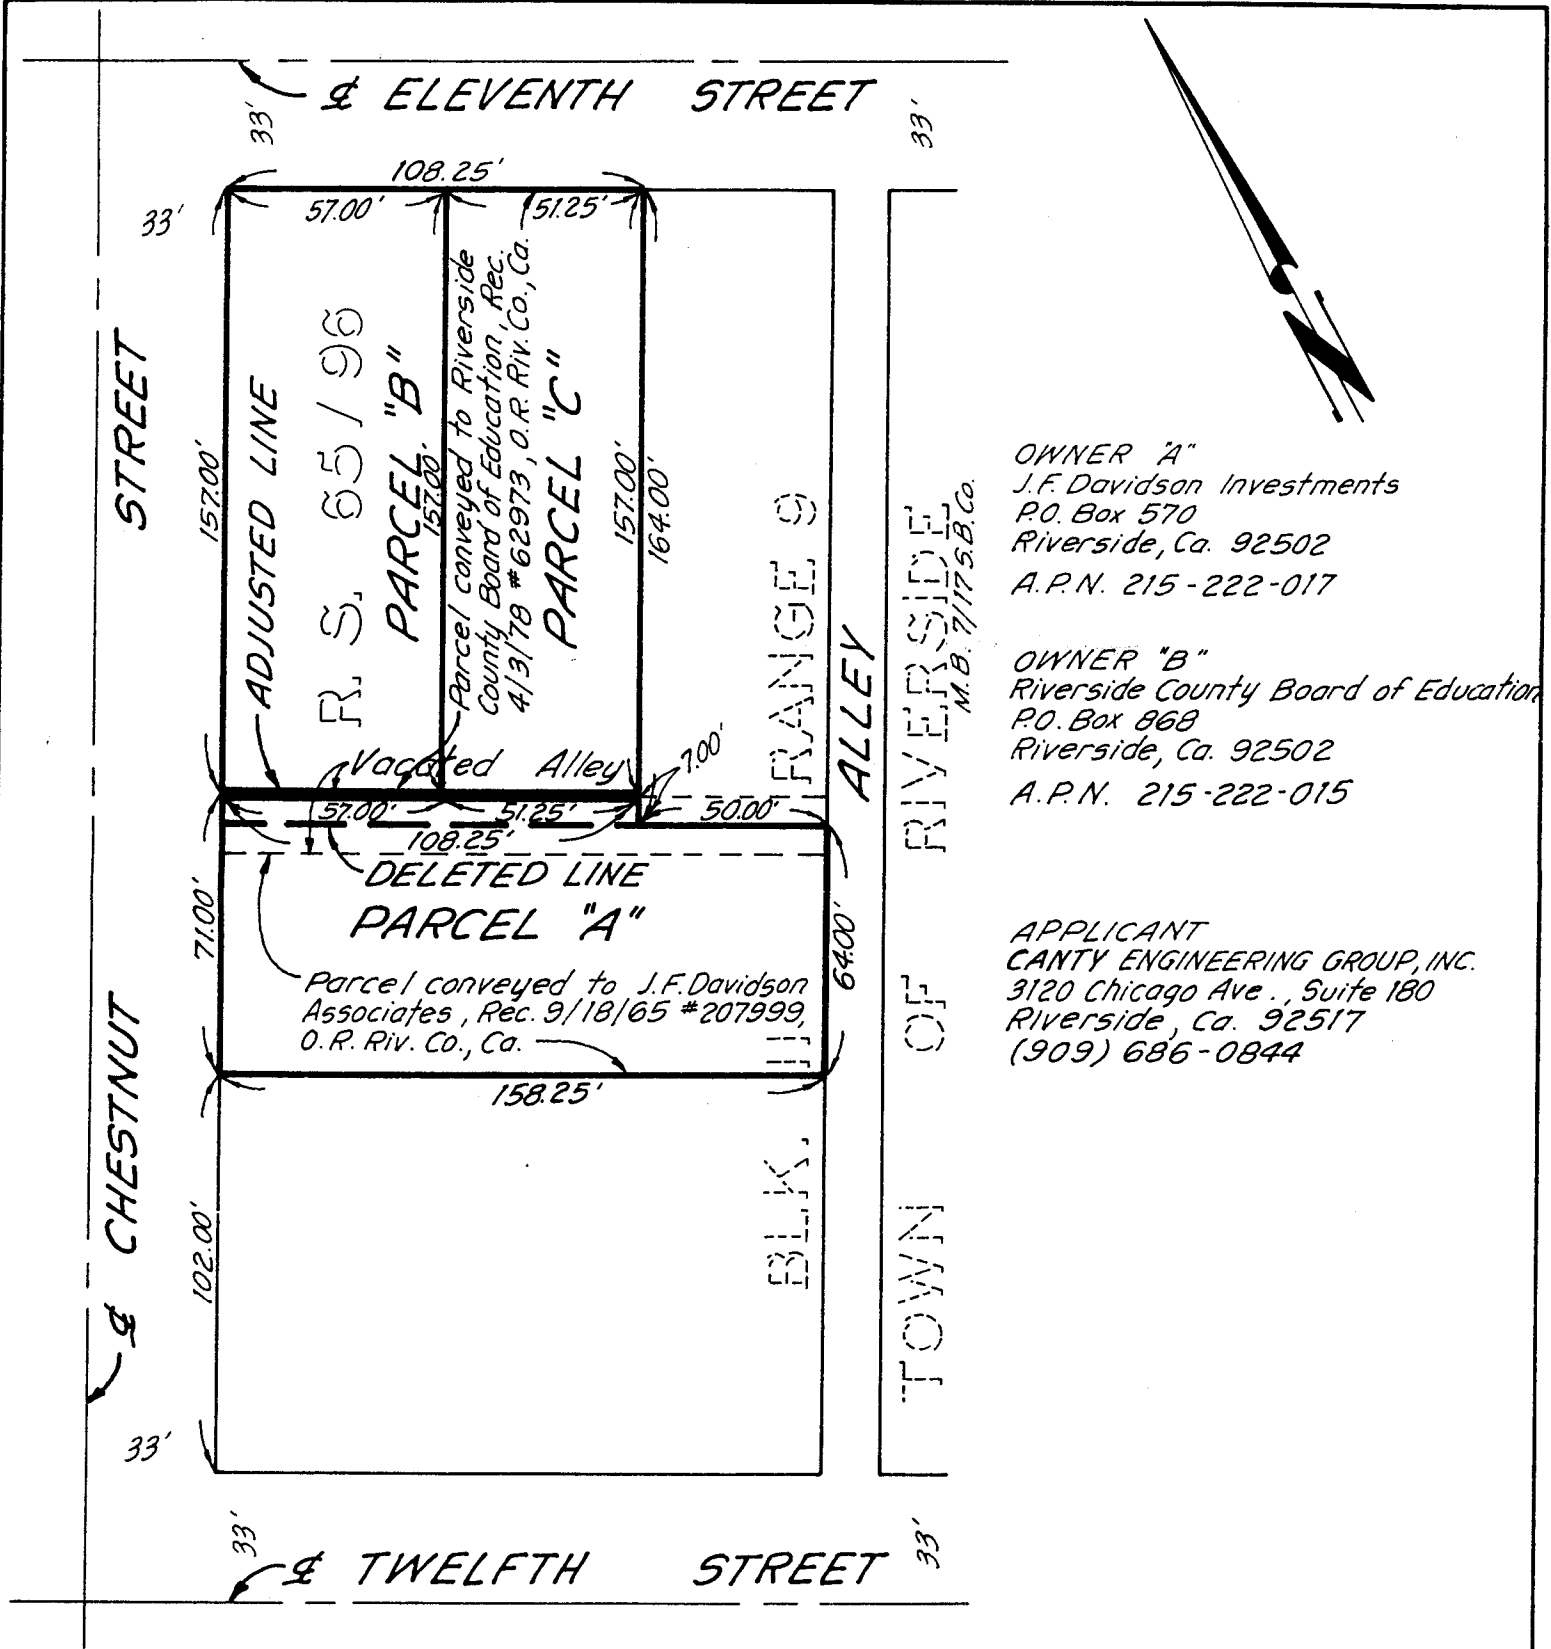 ℄ ELEVENTH STREET
33'
33'
108.25'
57.00'
51.25'
33'
STREET
157.00'
ADJUSTED LINE
R. S. 65 / 96
PARCEL "B"
157.00'
Parcel conveyed to Riverside
County Board of Education, Rec.
4/3/78 #62973, O.R. Riv. Co., Ca.
PARCEL "C"
157.00'
164.00'
RANGE 9
ALLEY
RIVERSIDE
M.B. 7/17 S.B. Co.
OWNER "A"
J.F. Davidson Investments
P.O. Box 570
Riverside, Ca. 92502
A.P.N. 215-222-017
OWNER "B"
Riverside County Board of Education
P.O. Box 868
Riverside, Ca. 92502
A.P.N. 215-222-015
Vacated Alley
7.00'
57.00'
51.25'
50.00'
108.25'
DELETED LINE
PARCEL "A"
71.00'
64.00'
Parcel conveyed to J.F. Davidson
Associates, Rec. 9/18/65 #207999,
O.R. Riv. Co., Ca.
158.25'
APPLICANT
CANTY ENGINEERING GROUP, INC.
3120 Chicago Ave., Suite 180
Riverside, Ca. 92517
(909) 686-0844
℄ CHESTNUT
102.00'
BLK. 11
TOWN OF
33'
33'
33'
℄ TWELFTH STREET
N